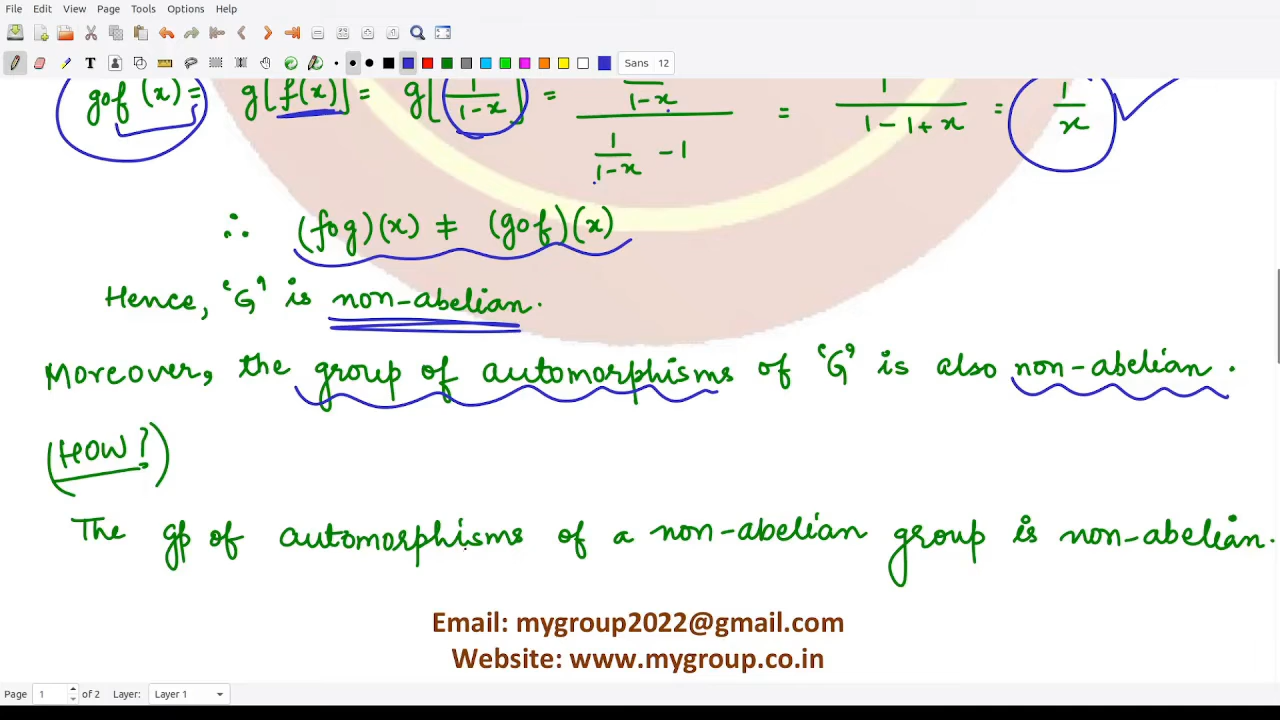 File Edit View Page Tools Options Help
Sans 12
gof (x) = g[f(x)] = g[1/(1-x)] = (1/(1-x))/(1/(1-x) - 1) = 1/(1-1+x) = 1/x
∴ (fog)(x) ≠ (gof)(x)
Hence, 'G' is non-abelian.
Moreover, the group of automorphisms of 'G' is also non-abelian.
(HOW?)
The gp of automorphisms of a non-abelian group is non-abelian.
Email: mygroup2022@gmail.com
Website: www.mygroup.co.in
Page 1 of 2 Layer: Layer 1